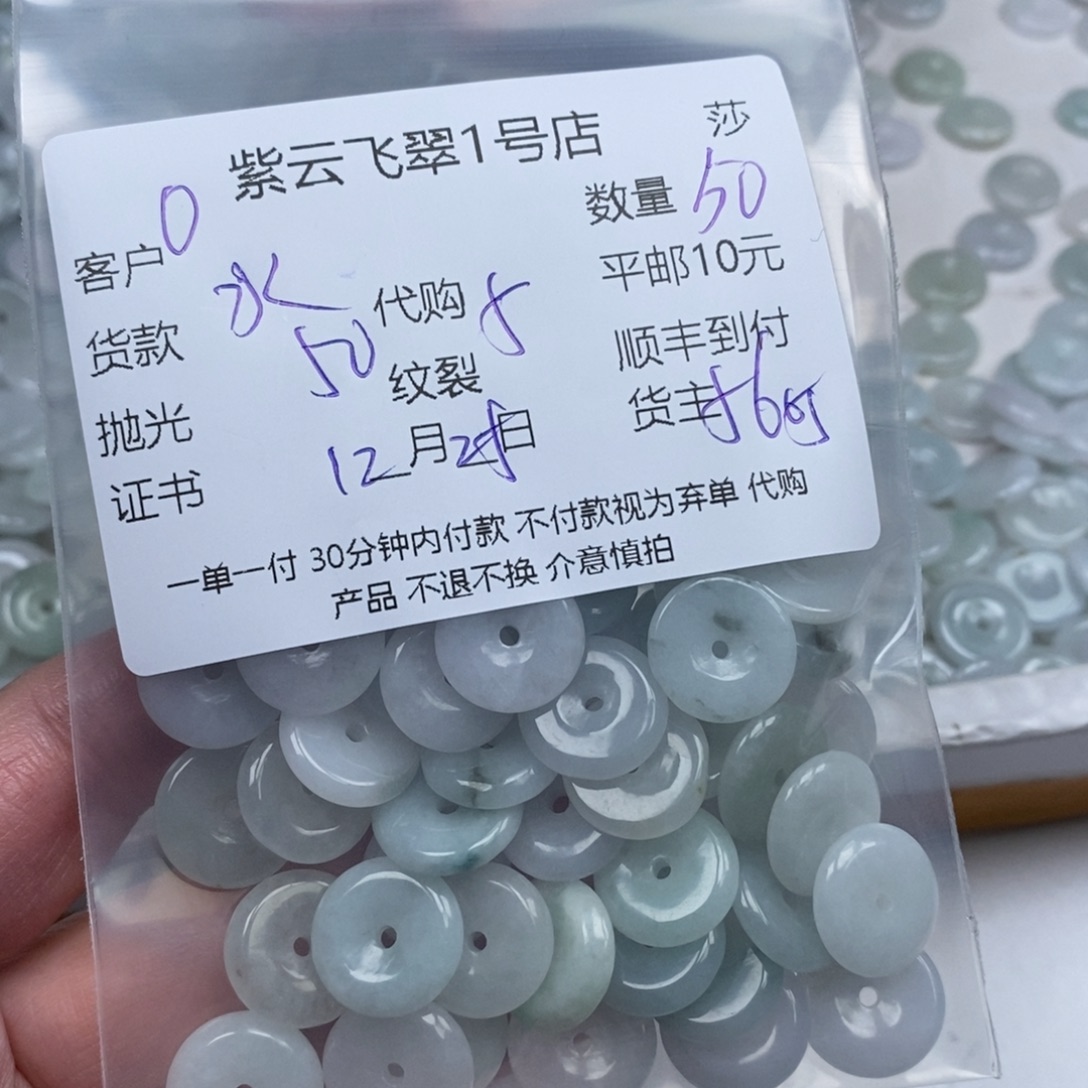 紫云飞翠1号店 莎
客户 0 数量 50
水 代购 平邮10元
货款 50 纹裂 顺丰到付
抛光 12月28日 货主
证书
一单一付 30分钟内付款 不付款视为弃单 代购
产品 不退不换 介意慎拍